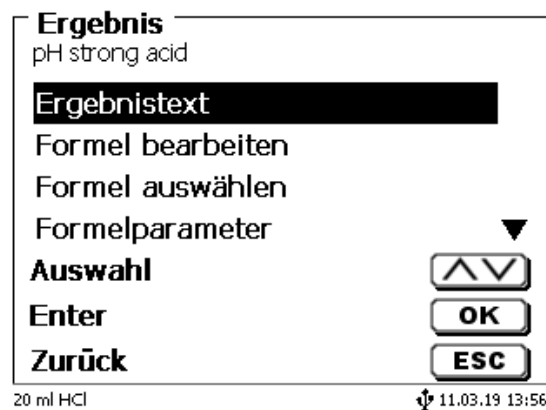 Ergebnis
pH strong acid
Ergebnistext
Formel bearbeiten
Formel auswählen
Formelparameter
Auswahl
Enter OK
Zurück ESC
20 ml HCl 11.03.19 13:56